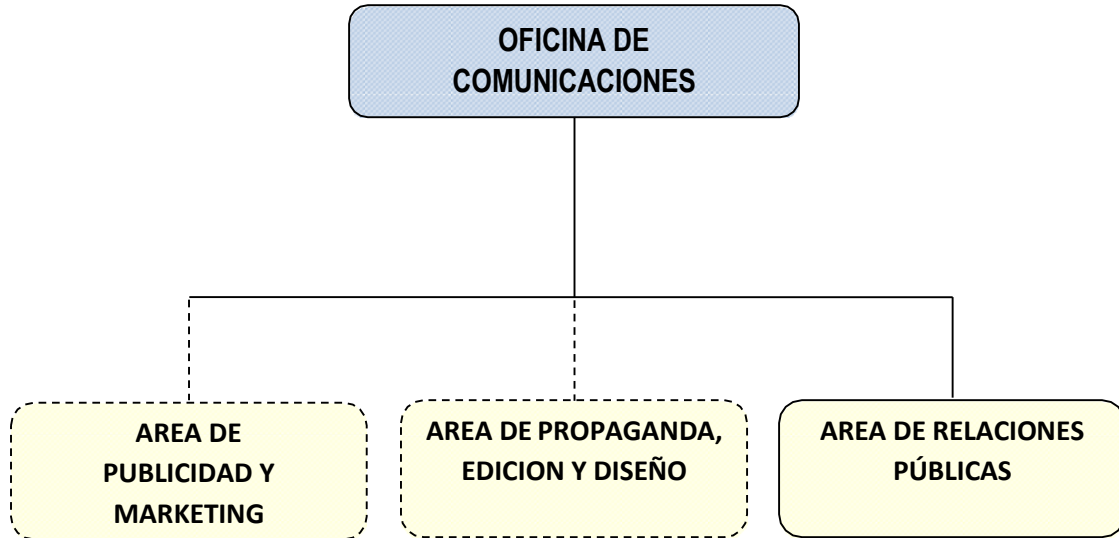 OFICINA DE
COMUNICACIONES
AREA DE
PUBLICIDAD Y
MARKETING
AREA DE PROPAGANDA,
EDICION Y DISEÑO
AREA DE RELACIONES
PÚBLICAS